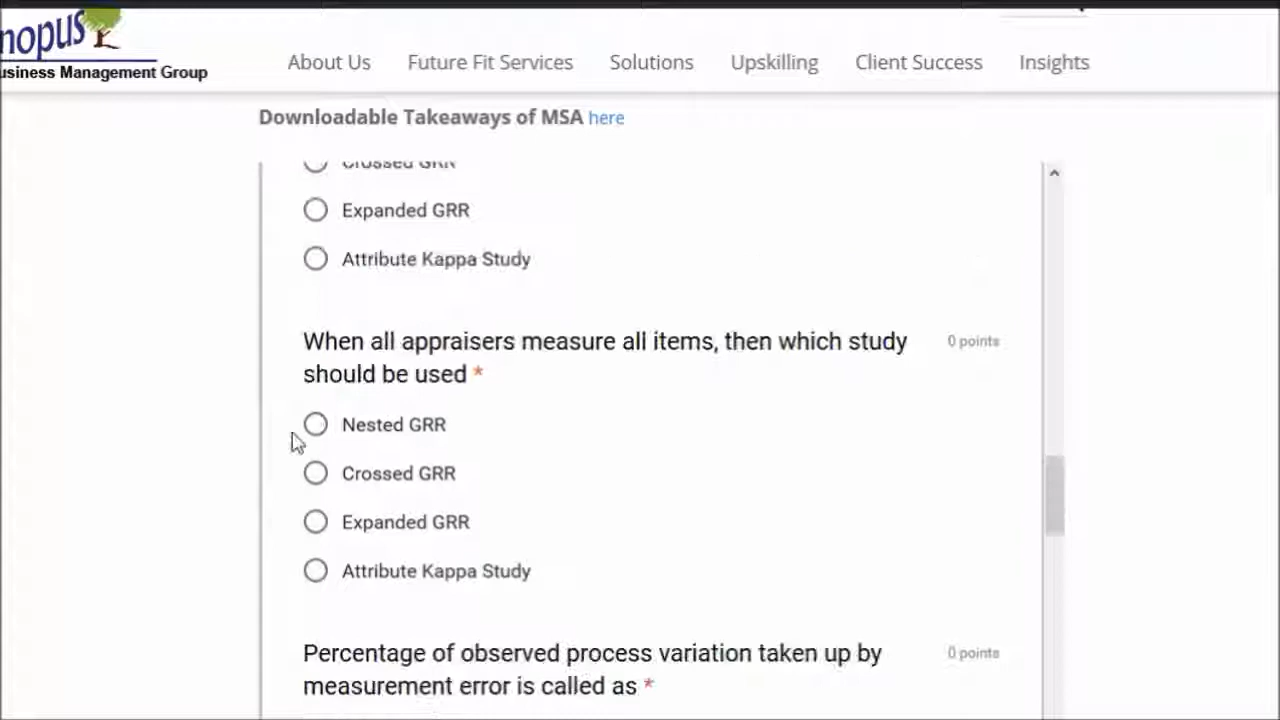 nopus
usiness Management Group
About Us Future Fit Services Solutions Upskilling Client Success Insights
Downloadable Takeaways of MSA here
Crossed GRR
Expanded GRR
Attribute Kappa Study
When all appraisers measure all items, then which study
should be used *
0 points
Nested GRR
Crossed GRR
Expanded GRR
Attribute Kappa Study
Percentage of observed process variation taken up by
measurement error is called as *
0 points